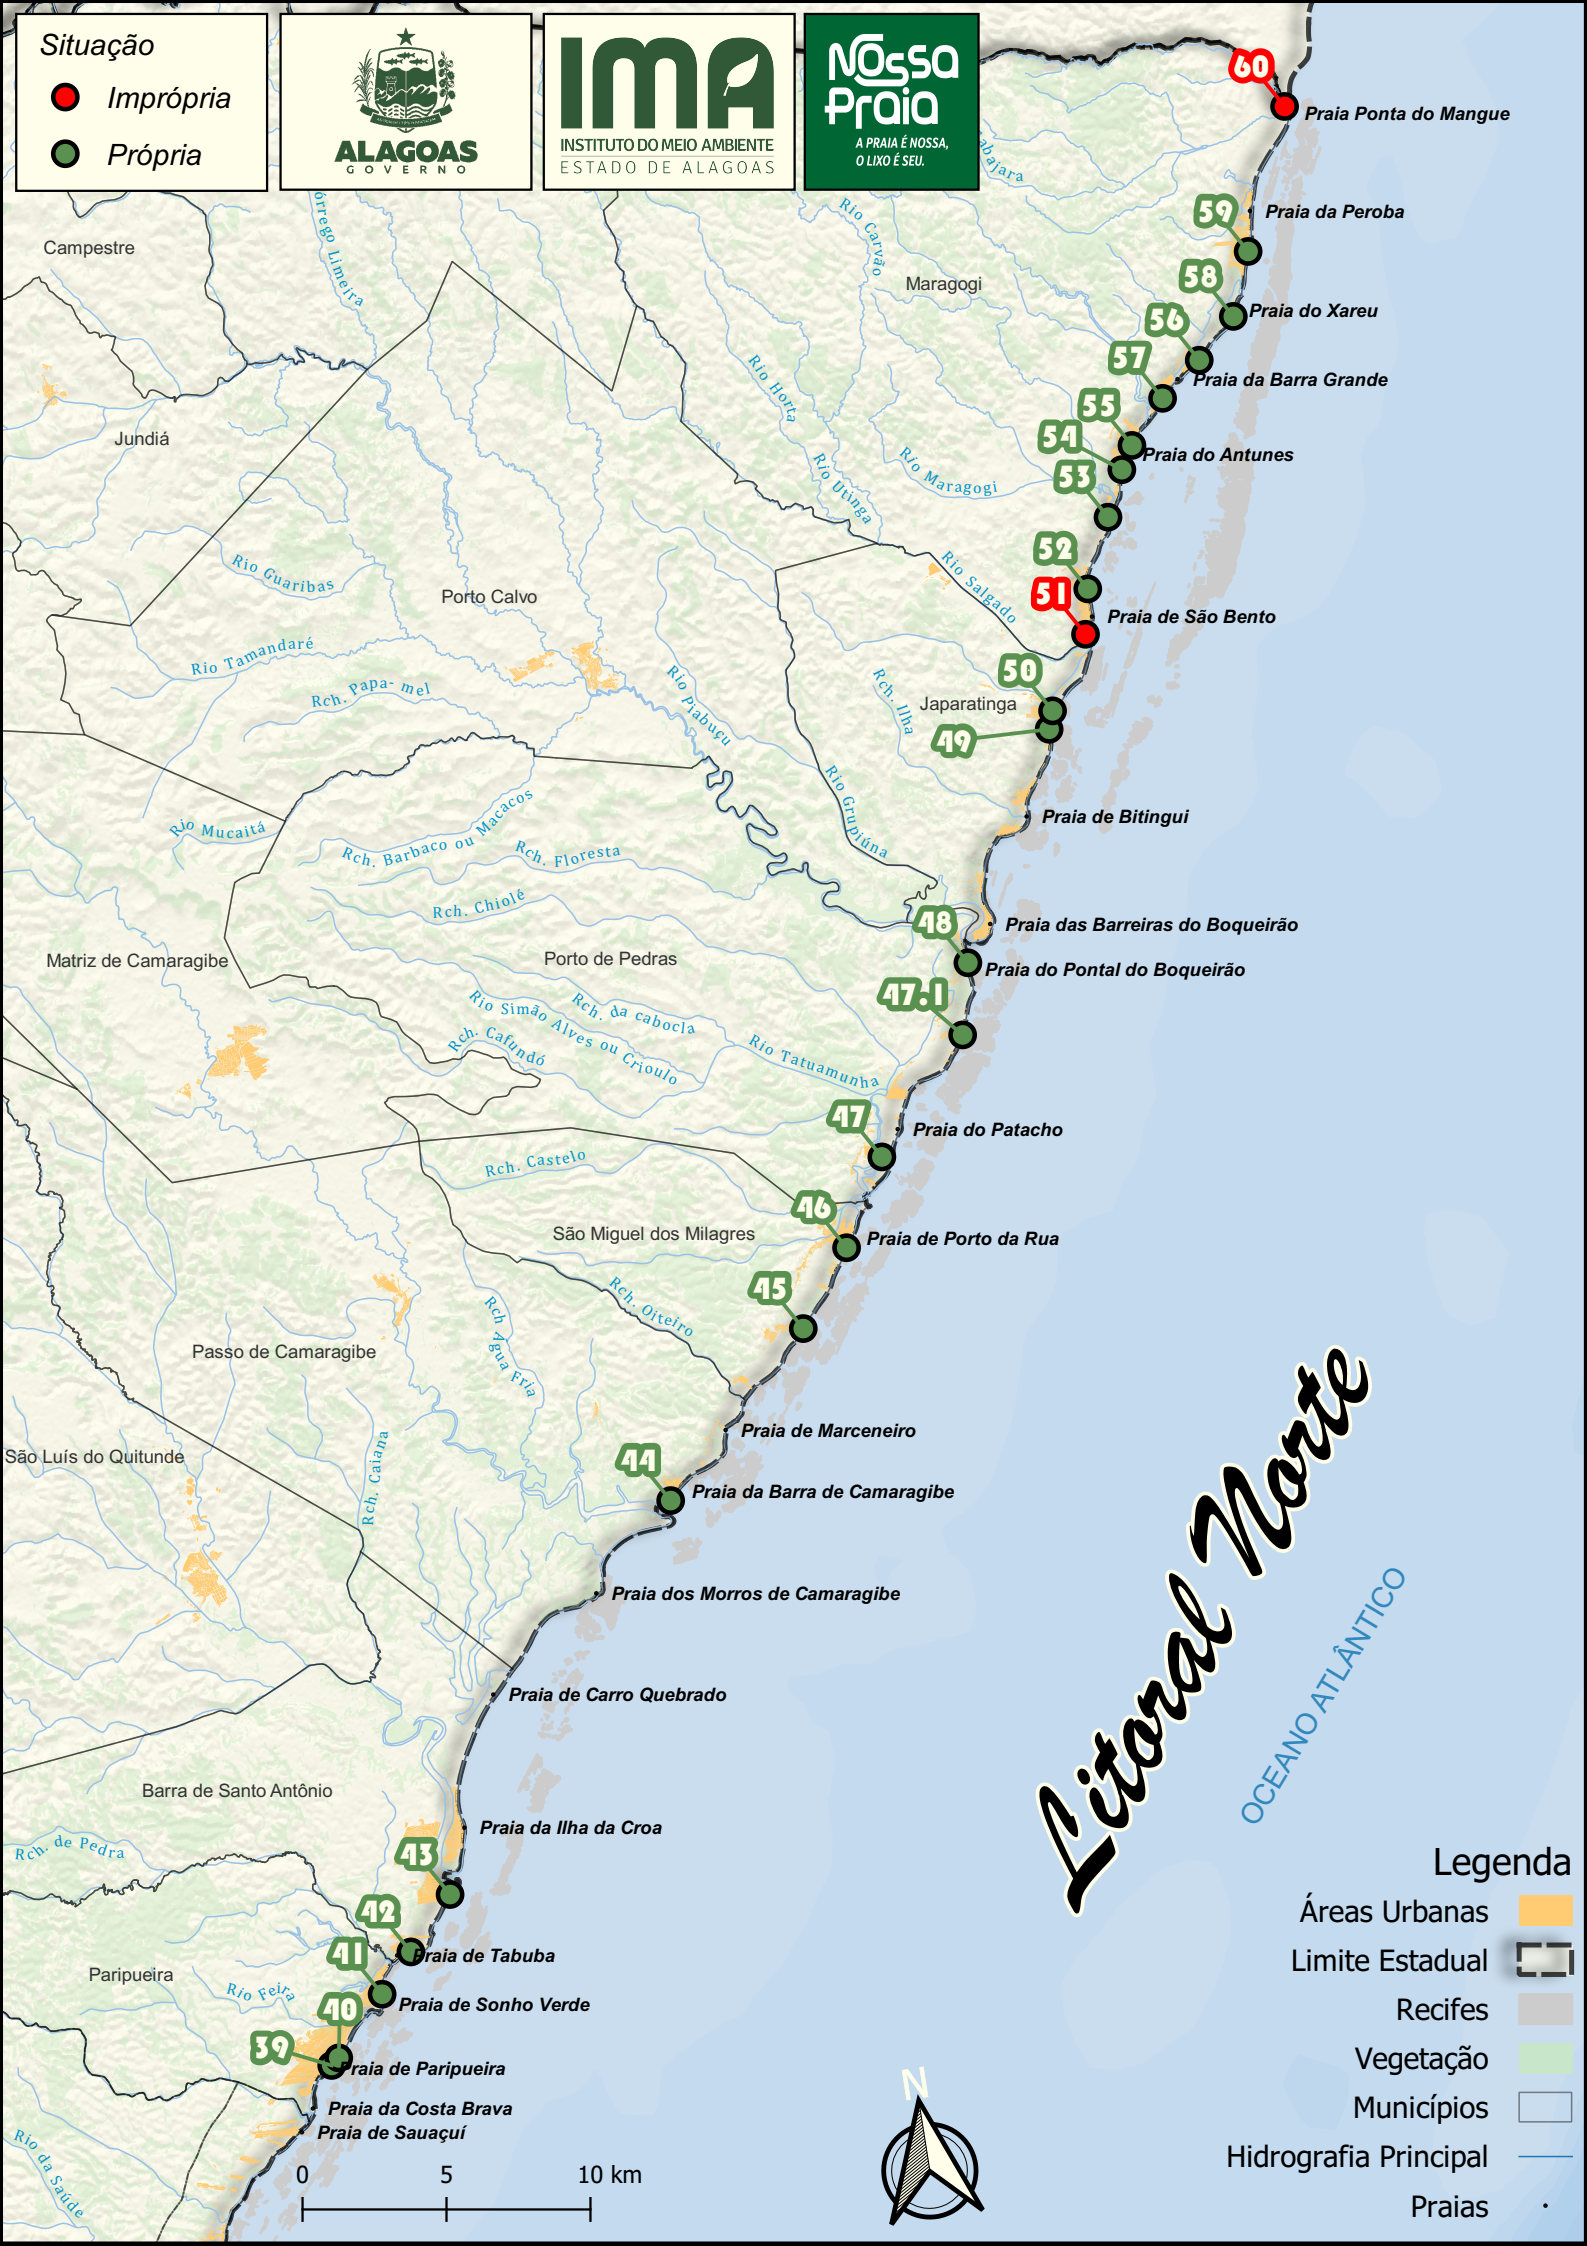 Situação
Imprópria
Própria
ALAGOAS
GOVERNO
IMA
INSTITUTO DO MEIO AMBIENTE
ESTADO DE ALAGOAS
Nossa
Praia
A PRAIA É NOSSA,
O LIXO É SEU.
60
Praia Ponta do Mangue
59
Praia da Peroba
Rio Carvão
Campestre
órrego Limeira
Maragogi
58
Praia do Xareu
56
57
Praia da Barra Grande
Rio Horta
55
Jundiá
54
Praia do Antunes
53
Rio Maragogi
Rio Utinga
52
Rio Guaribas
Rio Salgado
51
Porto Calvo
Praia de São Bento
Rio Tamandaré
50
Rch. Papa- mel
Rio Piabuçu
Rch. Ilha
Japaratinga
49
Rio Grupiúna
Praia de Bitingui
Rio Mucaitá
Rch. Barbaco ou Macacos
Rch. Floresta
Rch. Chiolé
48
Praia das Barreiras do Boqueirão
Matriz de Camaragibe
Porto de Pedras
Praia do Pontal do Boqueirão
47.1
Rio Simão Alves ou Crioulo
Rch. da cabocla
Rch. Cafundó
Rio Tatuamunha
47
Praia do Patacho
Rch. Castelo
46
São Miguel dos Milagres
Praia de Porto da Rua
45
Rch. Oiteiro
Rch Água Fria
Passo de Camaragibe
Praia de Marceneiro
São Luís do Quitunde
Rch. Caiana
44
Praia da Barra de Camaragibe
Litoral Norte
Praia dos Morros de Camaragibe
OCEANO ATLÂNTICO
Praia de Carro Quebrado
Barra de Santo Antônio
Praia da Ilha da Croa
Rch. de Pedra
43
42
Praia de Tabuba
41
Paripueira
Rio Feira
Praia de Sonho Verde
40
39
Praia de Paripueira
Praia da Costa Brava
Praia de Sauaçuí
Rio da Saúde
0 5 10 km
N
Legenda
Áreas Urbanas
Limite Estadual
Recifes
Vegetação
Municípios
Hidrografia Principal
Praias